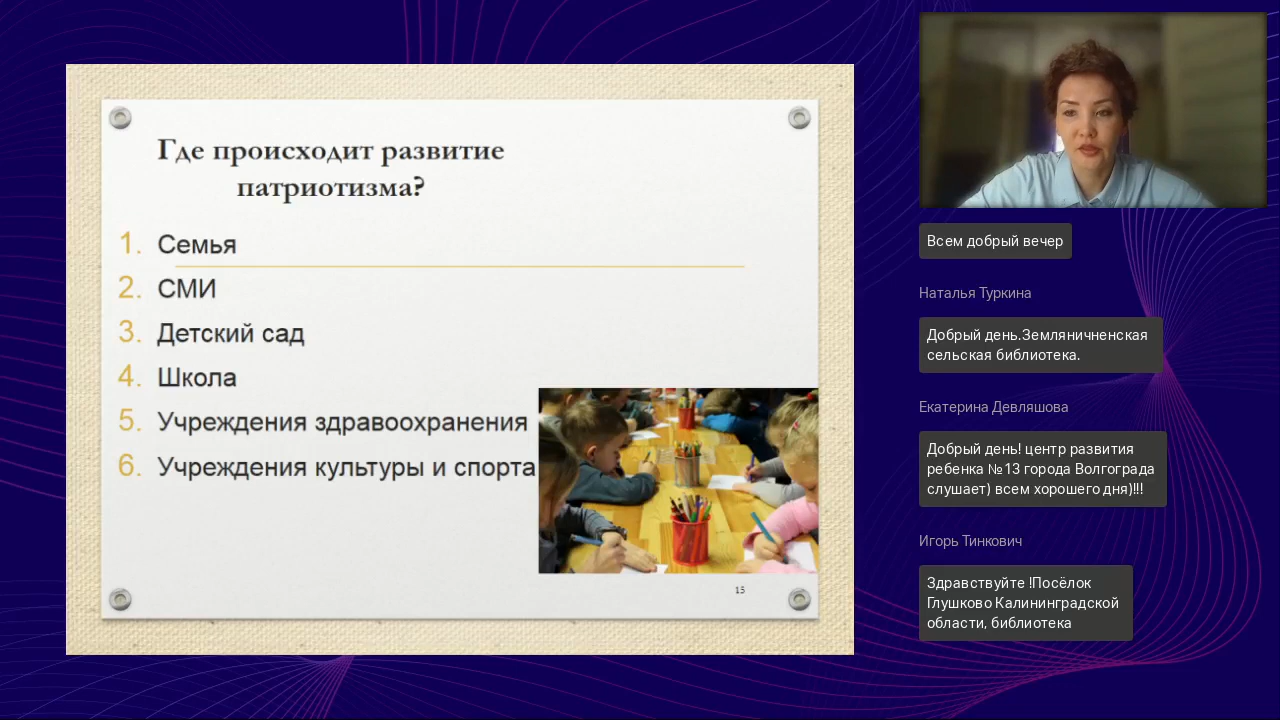 Где происходит развитие
патриотизма?
1. Семья
2. СМИ
3. Детский сад
4. Школа
5. Учреждения здравоохранения
6. Учреждения культуры и спорта
15
Всем добрый вечер
Наталья Туркина
Добрый день.Земляничненская
сельская библиотека.
Екатерина Девляшова
Добрый день! центр развития
ребенка №13 города Волгограда
слушает) всем хорошего дня)!!!
Игорь Тинкович
Здравствуйте !Посёлок
Глушково Калининградской
области, библиотека